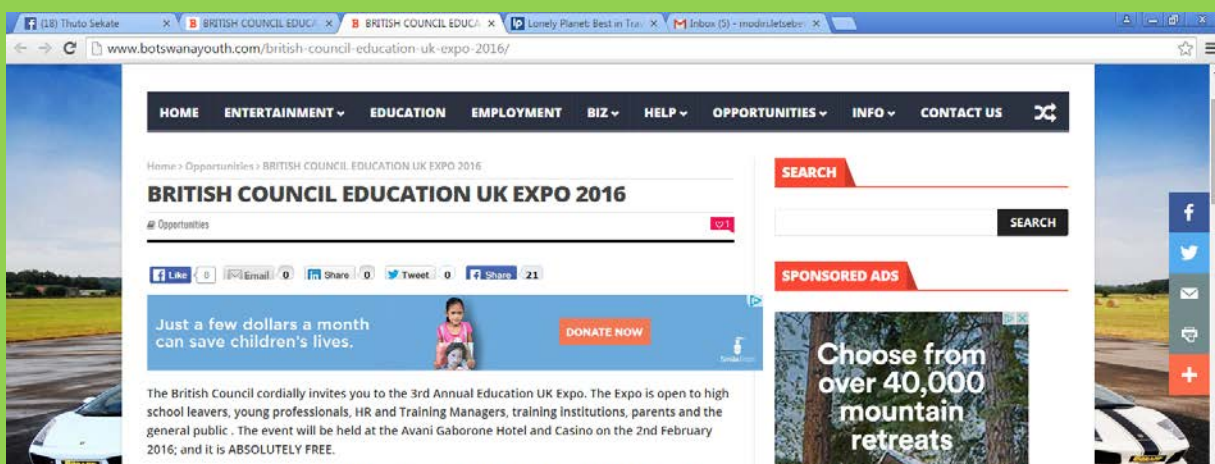 (18) Thuto Sekate
BRITISH COUNCIL EDUCA
BRITISH COUNCIL EDUCA
Lonely Planet: Best in Tra
Inbox (5) -
www.botswanayouth.com/british-council-education-uk-expo-2016/
HOME ENTERTAINMENT EDUCATION EMPLOYMENT BIZ HELP OPPORTUNITIES INFO CONTACT US
Home > Opportunities > BRITISH COUNCIL EDUCATION UK EXPO 2016
BRITISH COUNCIL EDUCATION UK EXPO 2016
Opportunities
1
Like 0 Email 0 Share 0 Tweet 0 Share 21
Just a few dollars a month
can save children's lives.
DONATE NOW
The British Council cordially invites you to the 3rd Annual Education UK Expo. The Expo is open to high
school leavers, young professionals, HR and Training Managers, training institutions, parents and the
general public . The event will be held at the Avani Gaborone Hotel and Casino on the 2nd February
2016; and it is ABSOLUTELY FREE.
SEARCH
SEARCH
SPONSORED ADS
Choose from
over 40,000
mountain
retreats